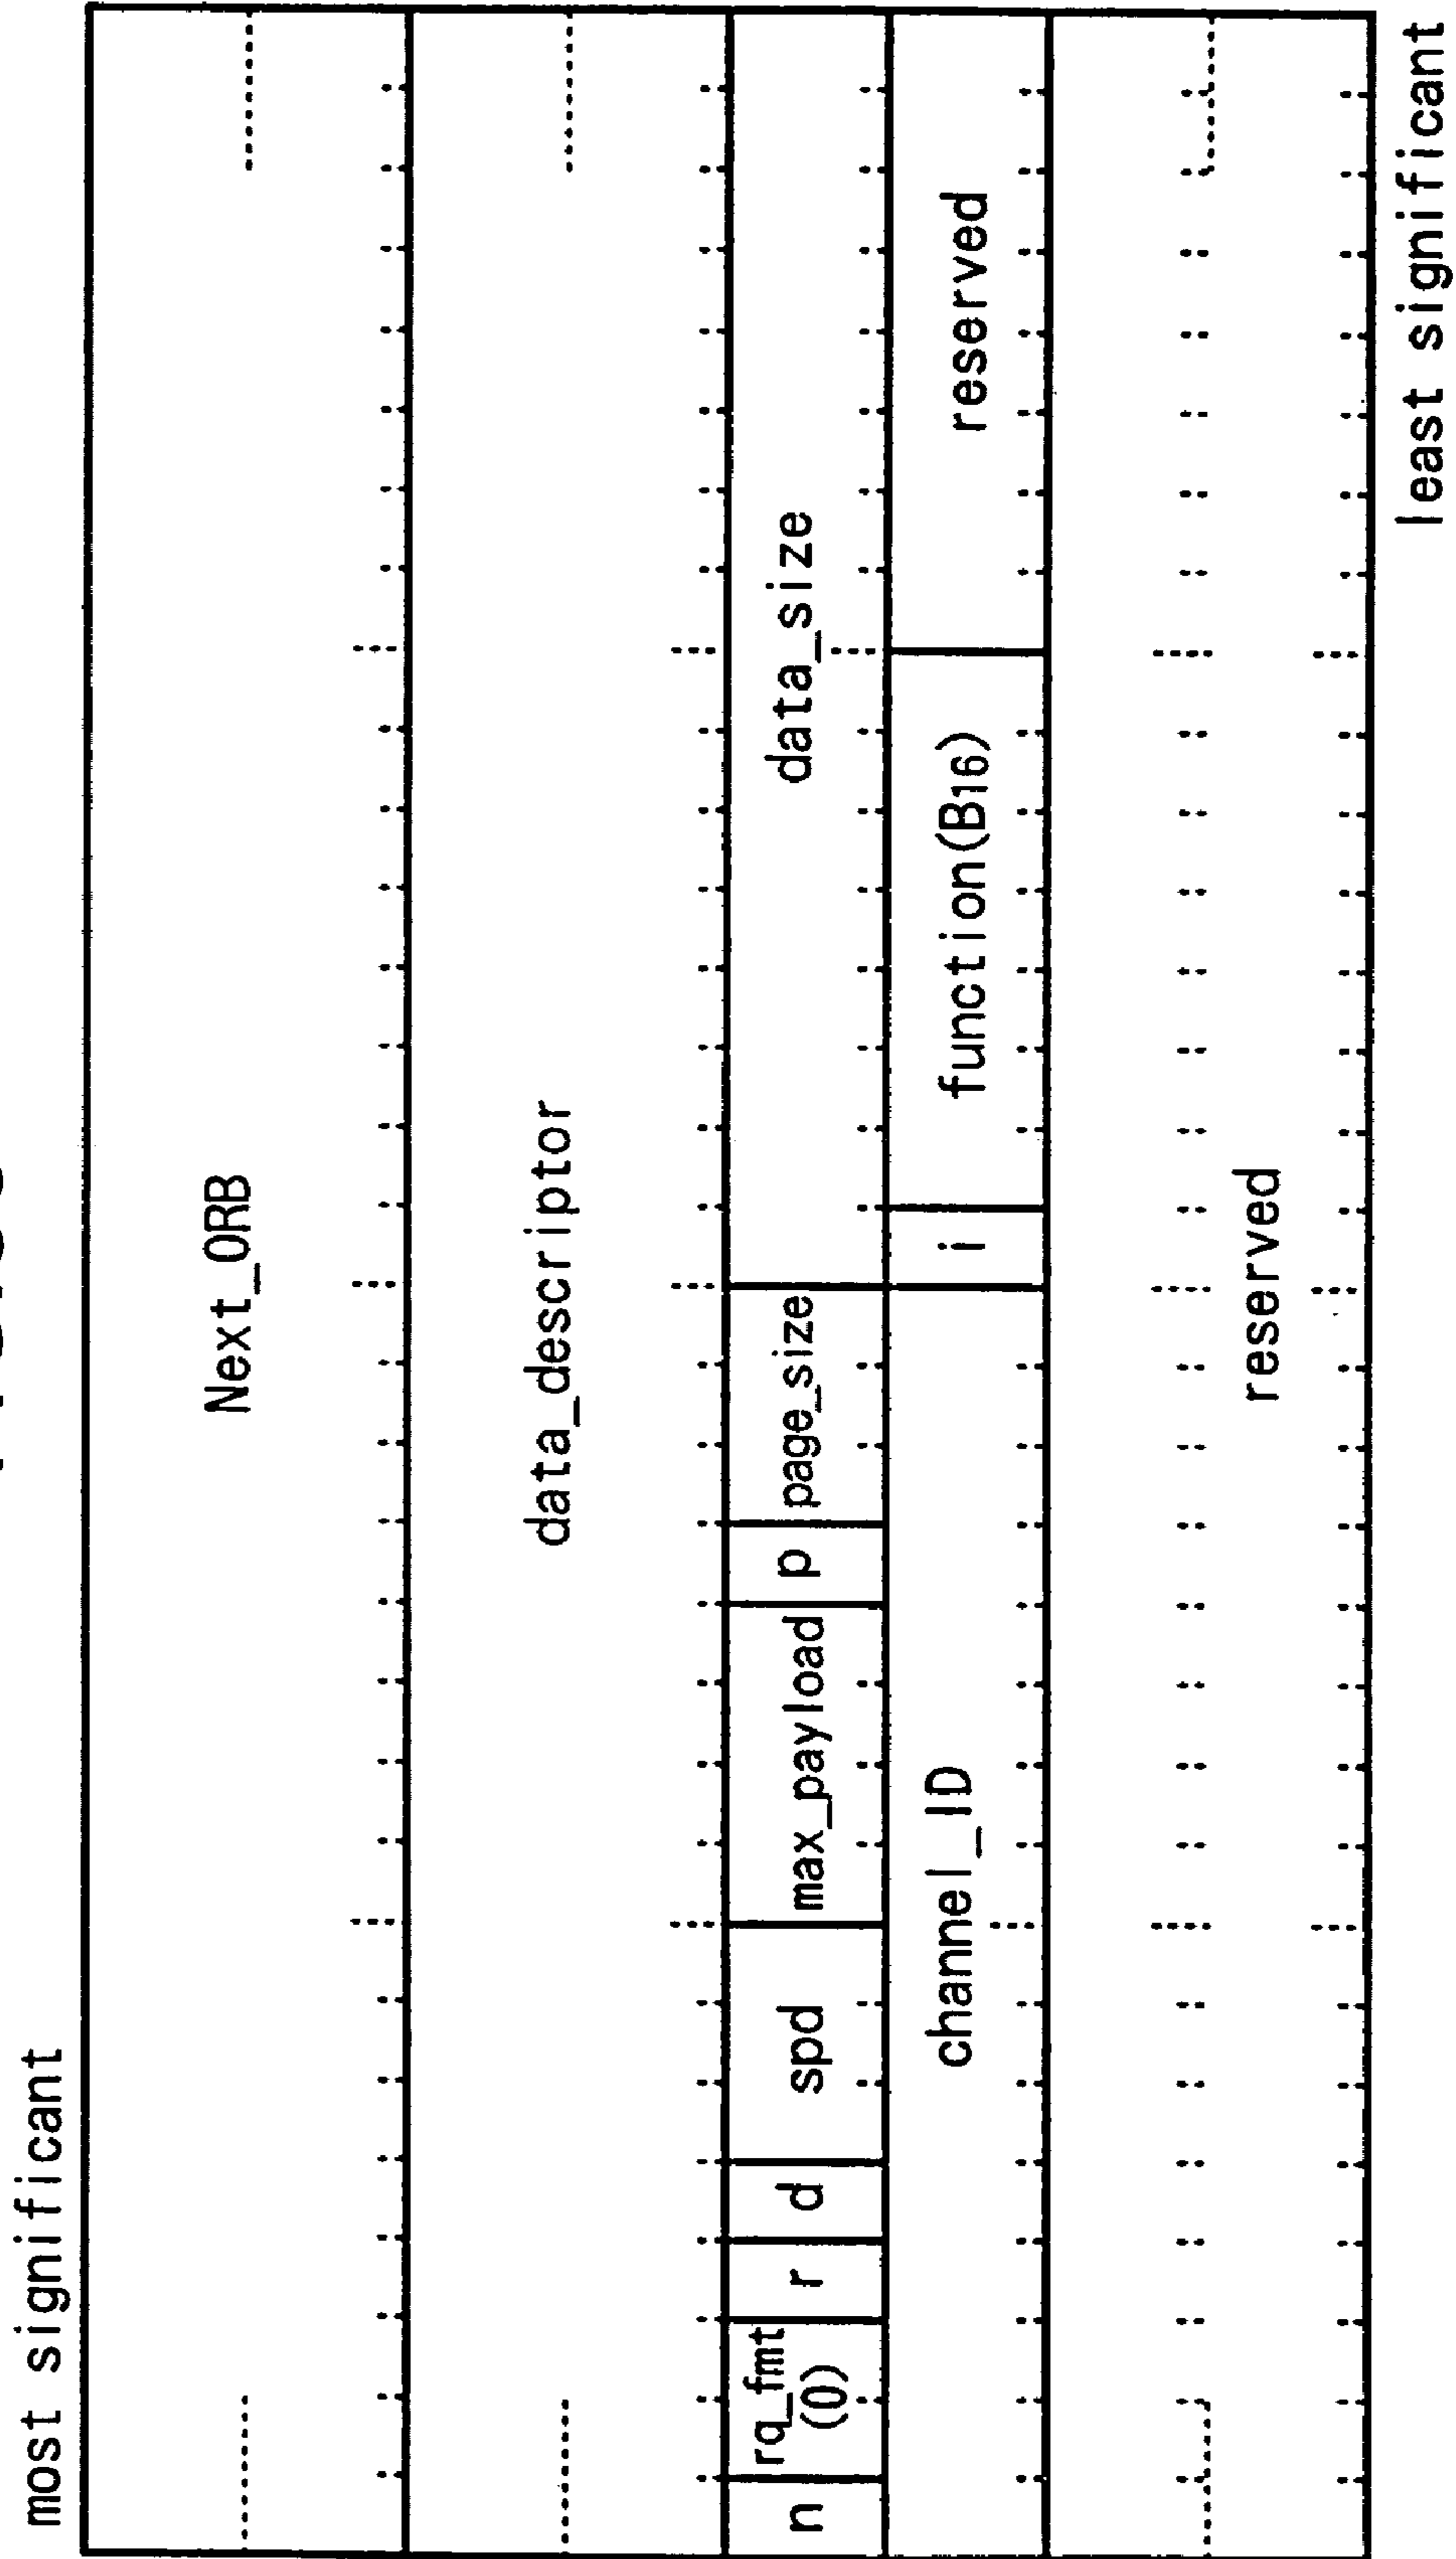 most significant
Next_ORB
data_descriptor
n
rq_fmt
(0)
r
d
spd
max_payload
p
page_size
data_size
channel_ID
i
function(B16)
reserved
reserved
least significant